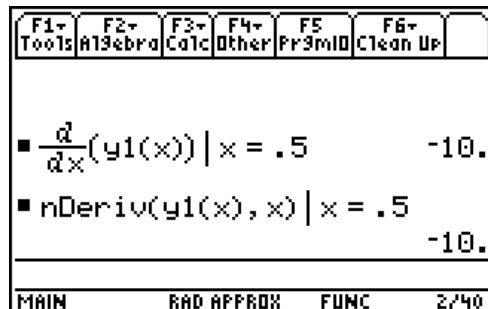 F1▾ F2▾ F3▾ F4▾ F5 F6▾
Tools Algebra Calc Other PrgmIO Clean Up
▪ d/dx(y1(x)) | x = .5 -10.
▪ nDeriv(y1(x), x) | x = .5
-10.
MAIN RAD APPROX FUNC 2/40